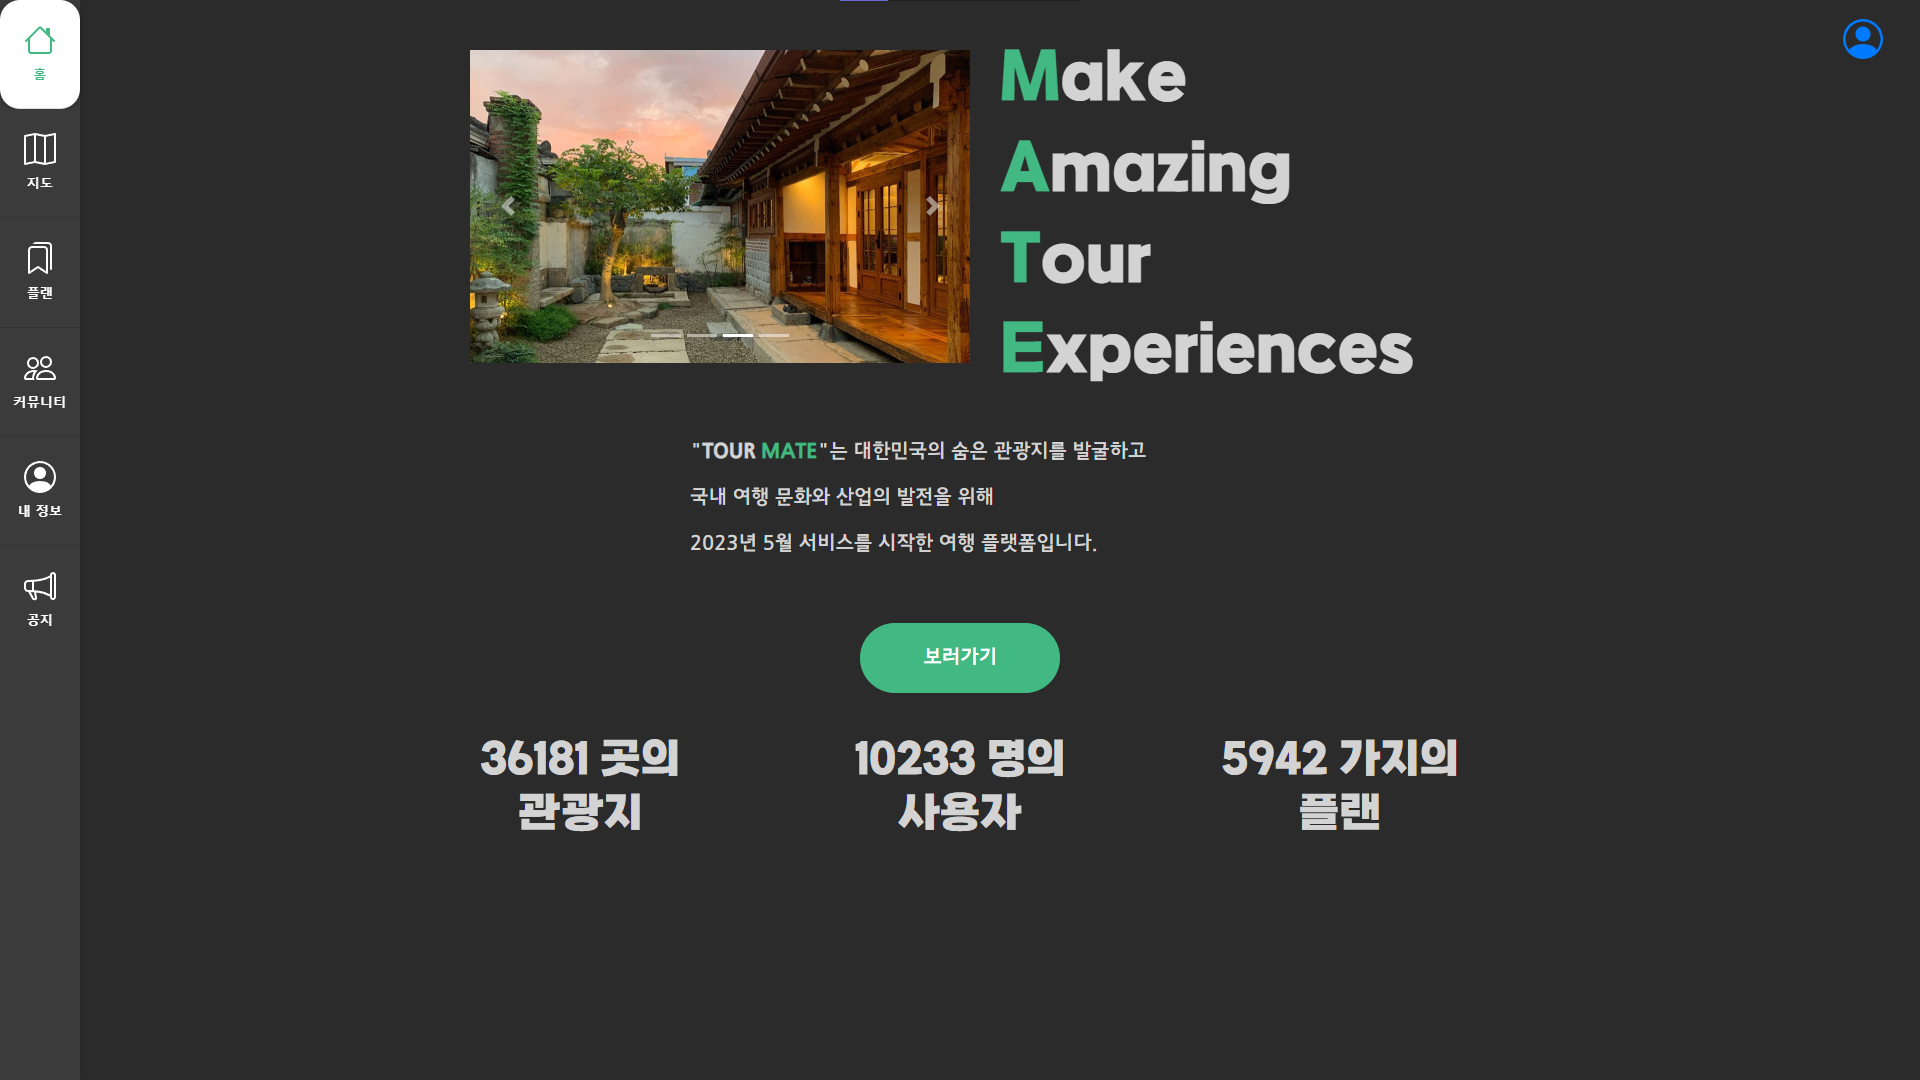 홈
지도
플랜
커뮤니티
내 정보
공지
Make
Amazing
Tour
Experiences
"TOUR MATE"는 대한민국의 숨은 관광지를 발굴하고
국내 여행 문화와 산업의 발전을 위해
2023년 5월 서비스를 시작한 여행 플랫폼입니다.
보러가기
36181 곳의
관광지
10233 명의
사용자
5942 가지의
플랜